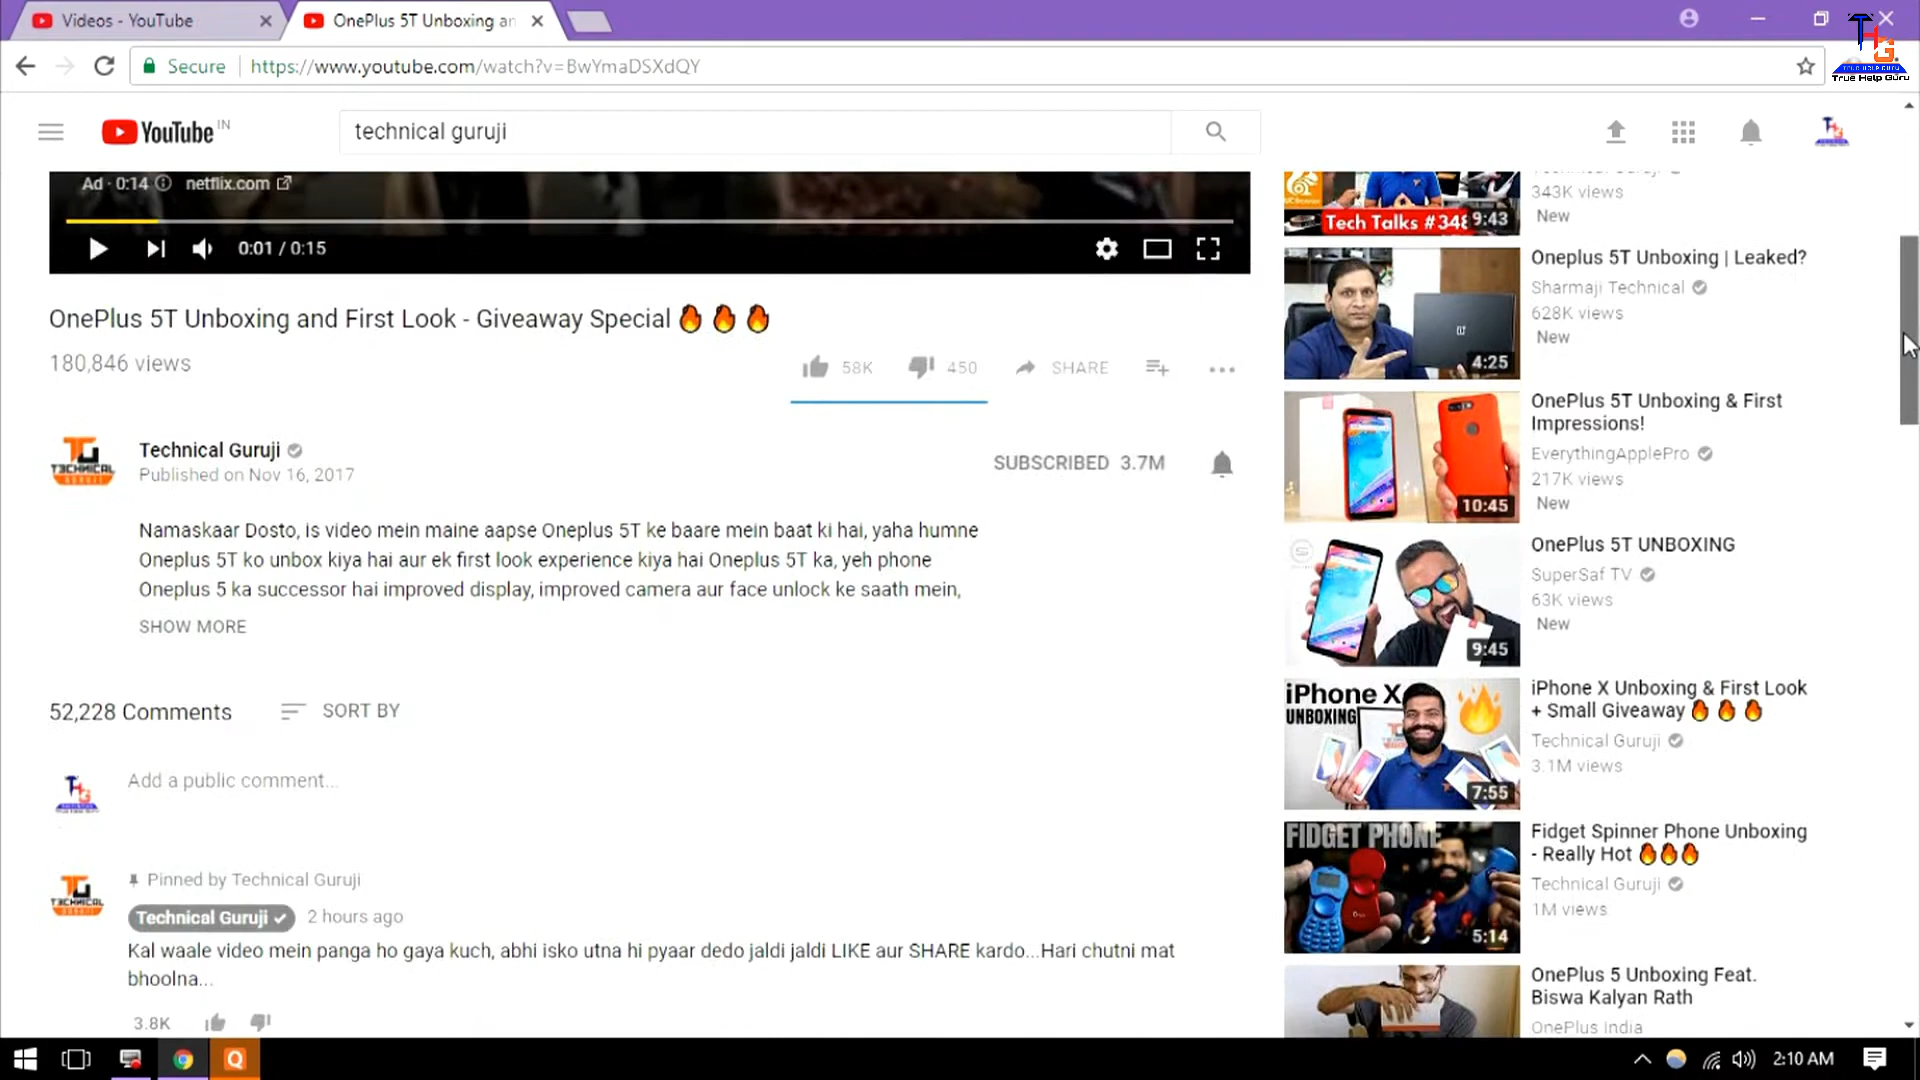 Videos - YouTube
OnePlus 5T Unboxing an
Secure
https://www.youtube.com/watch?v=BwYmaDSXdQY
THG
TRUE HELP GURU
True Help Guru
YouTube IN
technical guruji
Ad · 0:14 netflix.com
0:01 / 0:15
OnePlus 5T Unboxing and First Look - Giveaway Special
180,846 views
58K
450
SHARE
TECHNICAL
GURUJI
Technical Guruji
Published on Nov 16, 2017
SUBSCRIBED 3.7M
Namaskaar Dosto, is video mein maine aapse Oneplus 5T ke baare mein baat ki hai, yaha humne
Oneplus 5T ko unbox kiya hai aur ek first look experience kiya hai Oneplus 5T ka, yeh phone
Oneplus 5 ka successor hai improved display, improved camera aur face unlock ke saath mein,
SHOW MORE
52,228 Comments
SORT BY
Add a public comment...
Pinned by Technical Guruji
Technical Guruji
2 hours ago
Kal waale video mein panga ho gaya kuch, abhi isko utna hi pyaar dedo jaldi jaldi LIKE aur SHARE kardo...Hari chutni mat
bhoolna...
3.8K
Tech Talks #348
9:43
343K views
New
4:25
Oneplus 5T Unboxing | Leaked?
Sharmaji Technical
628K views
New
10:45
OnePlus 5T Unboxing & First
Impressions!
EverythingApplePro
217K views
New
9:45
OnePlus 5T UNBOXING
SuperSaf TV
63K views
New
iPhone X
UNBOXING
7:55
iPhone X Unboxing & First Look
+ Small Giveaway
Technical Guruji
3.1M views
FIDGET PHONE
5:14
Fidget Spinner Phone Unboxing
- Really Hot
Technical Guruji
1M views
OnePlus 5 Unboxing Feat.
Biswa Kalyan Rath
OnePlus India
2:10 AM